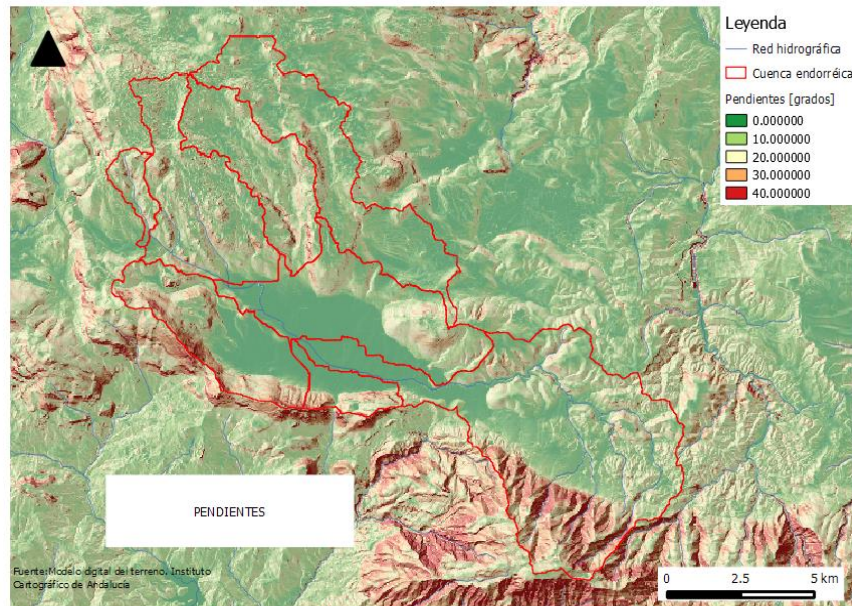 Leyenda
Red hidrográfica
Cuenca endorréica
Pendientes [grados]
0.000000
10.000000
20.000000
30.000000
40.000000
PENDIENTES
Fuente:Modelo digital del terreno. Instituto
Cartográfico de Andalucía
0 2.5 5 km